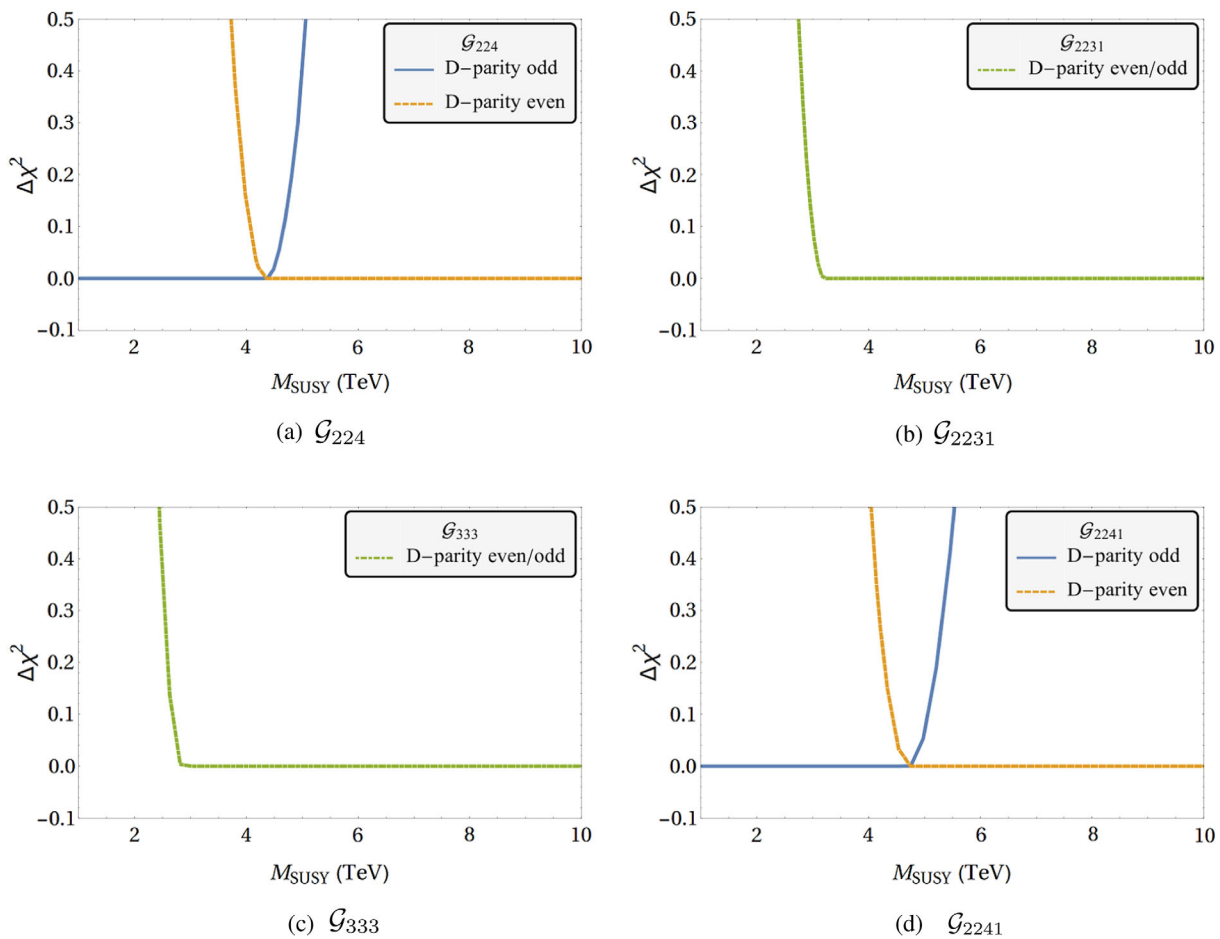 0.5
0.4
0.3
0.2
0.1
0.0
−0.1
Δχ²
𝒢224
D−parity odd
D−parity even
2 4 6 8 10
M_SUSY (TeV)
(a) 𝒢224
0.5
0.4
0.3
0.2
0.1
0.0
−0.1
Δχ²
𝒢2231
D−parity even/odd
2 4 6 8 10
M_SUSY (TeV)
(b) 𝒢2231
0.5
0.4
0.3
0.2
0.1
0.0
−0.1
Δχ²
𝒢333
D−parity even/odd
2 4 6 8 10
M_SUSY (TeV)
(c) 𝒢333
0.5
0.4
0.3
0.2
0.1
0.0
−0.1
Δχ²
𝒢2241
D−parity odd
D−parity even
2 4 6 8 10
M_SUSY (TeV)
(d) 𝒢2241